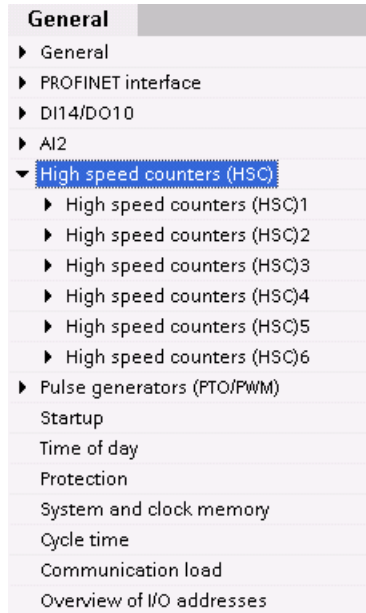 General
General
PROFINET interface
DI14/DO10
AI2
High speed counters (HSC)
High speed counters (HSC)1
High speed counters (HSC)2
High speed counters (HSC)3
High speed counters (HSC)4
High speed counters (HSC)5
High speed counters (HSC)6
Pulse generators (PTO/PWM)
Startup
Time of day
Protection
System and clock memory
Cycle time
Communication load
Overview of I/O addresses